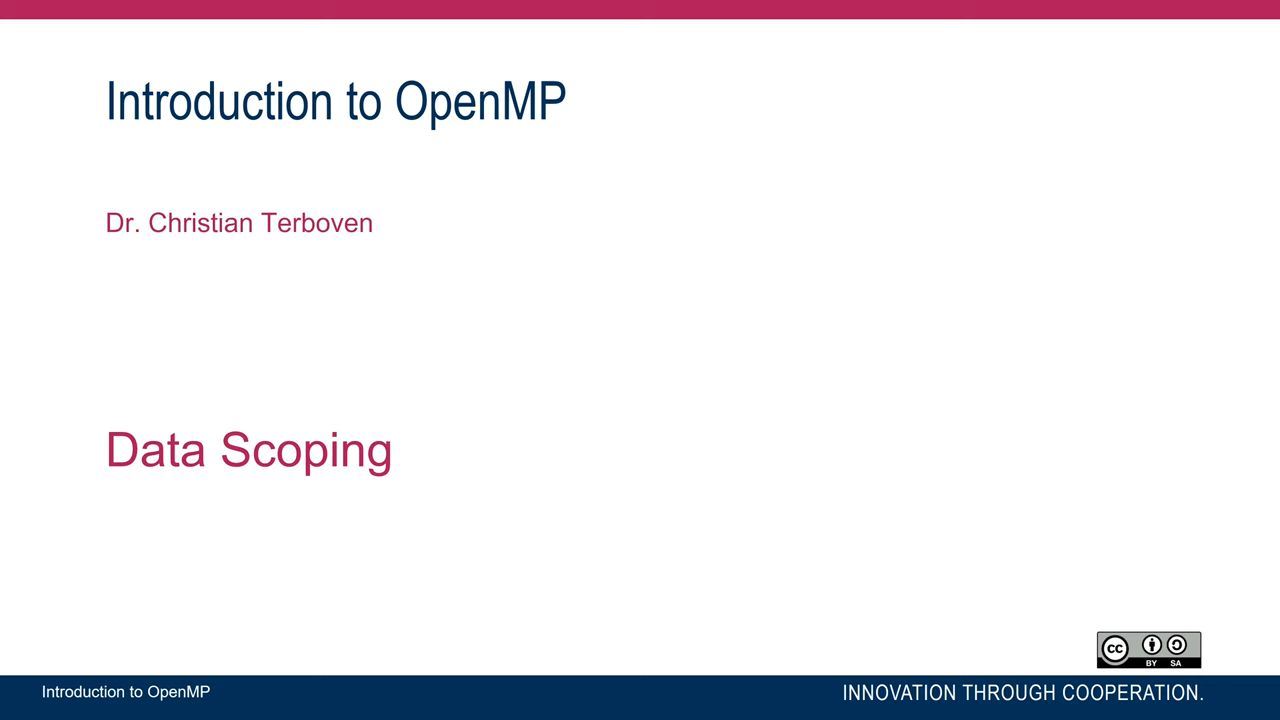 Introduction to OpenMP
Dr. Christian Terboven
Data Scoping
cc
BY SA
Introduction to OpenMP
INNOVATION THROUGH COOPERATION.